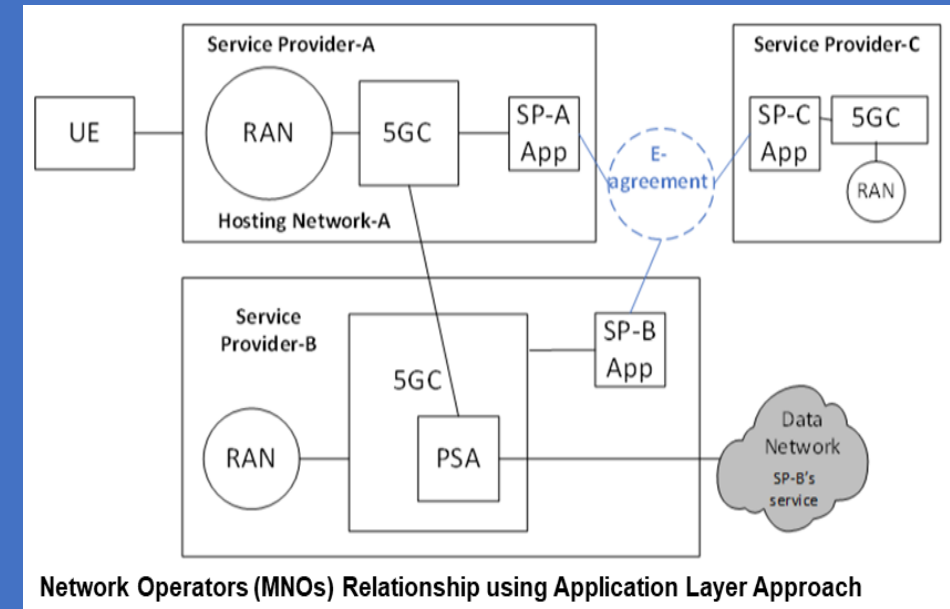 Service Provider-A
UE
RAN
5GC
SP-A
App
Hosting Network-A
E-
agreement
Service Provider-C
SP-C
App
5GC
RAN
Service
Provider-B
RAN
5GC
PSA
SP-B
App
Data
Network
SP-B's
service
Network Operators (MNOs) Relationship using Application Layer Approach